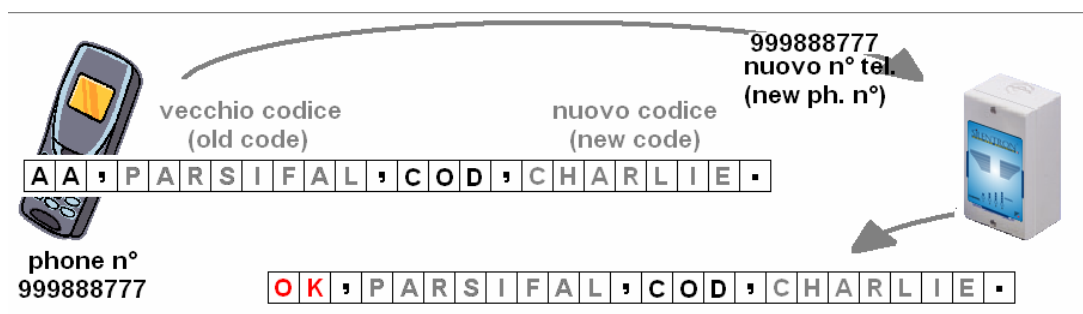 999888777
nuovo n° tel.
(new ph. n°)
vecchio codice
(old code)
nuovo codice
(new code)
AA,PARSIFAL,COD,CHARLIE.
phone n°
999888777
OK,PARSIFAL,COD,CHARLIE.